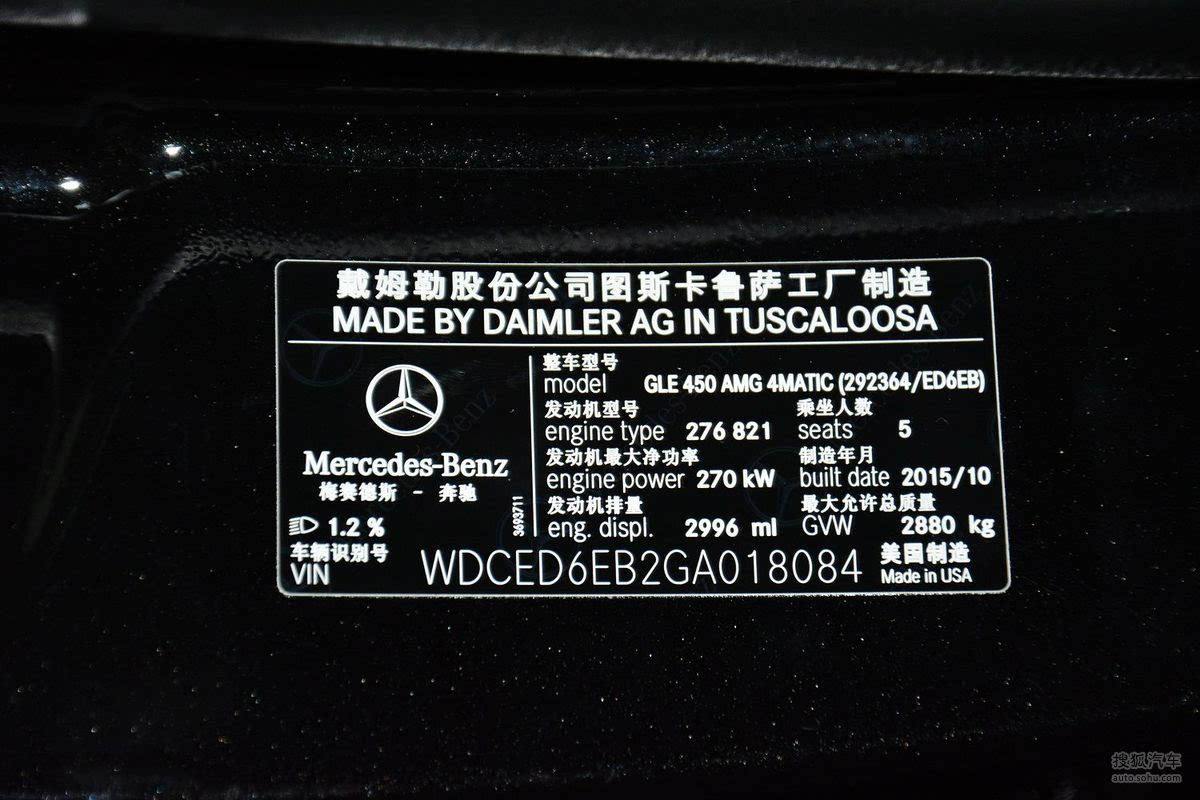 戴姆勒股份公司图斯卡鲁萨工厂制造
MADE BY DAIMLER AG IN TUSCALOOSA
Mercedes-Benz
梅赛德斯 - 奔驰
1.2 %
3693711
整车型号
model GLE 450 AMG 4MATIC (292364/ED6EB)
发动机型号 乘坐人数
engine type 276 821 seats 5
发动机最大净功率 制造年月
engine power 270 kW built date 2015/10
发动机排量 最大允许总质量
eng. displ. 2996 ml GVW 2880 kg
车辆识别号 美国制造
VIN WDCED6EB2GA018084 Made in USA
搜狐汽车
auto.sohu.com